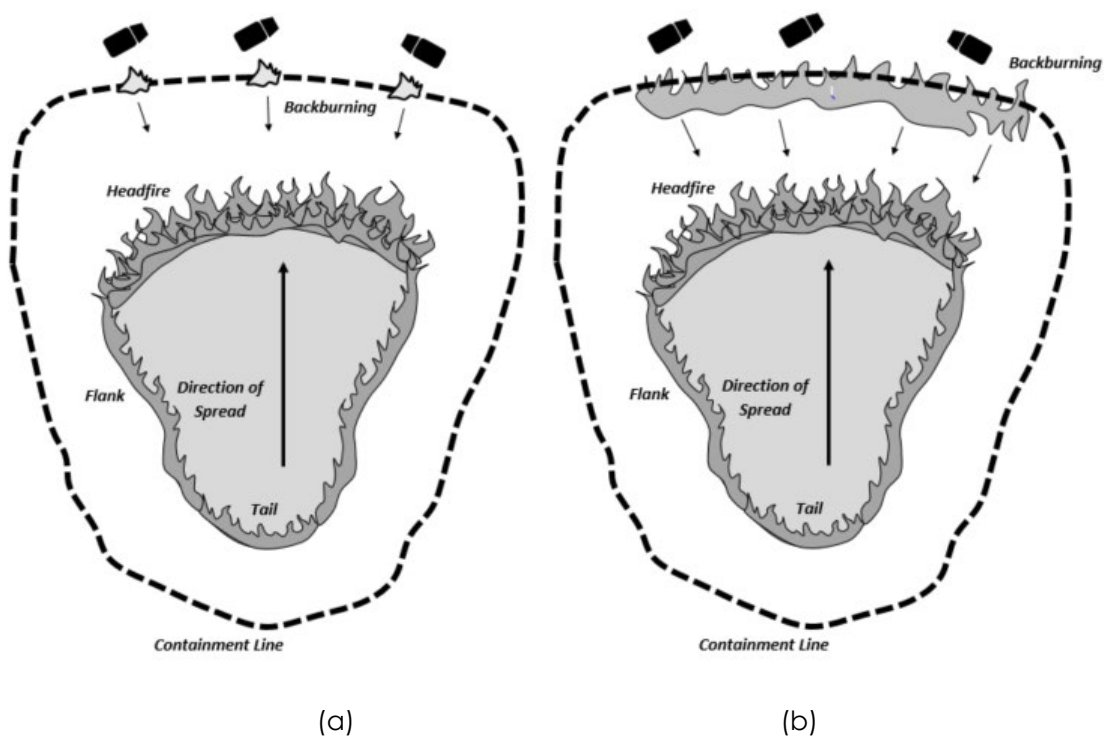 Backburning
Headfire
Flank
Direction of
Spread
Tail
Containment Line
(a)
Backburning
Headfire
Flank
Direction of
Spread
Tail
Containment Line
(b)